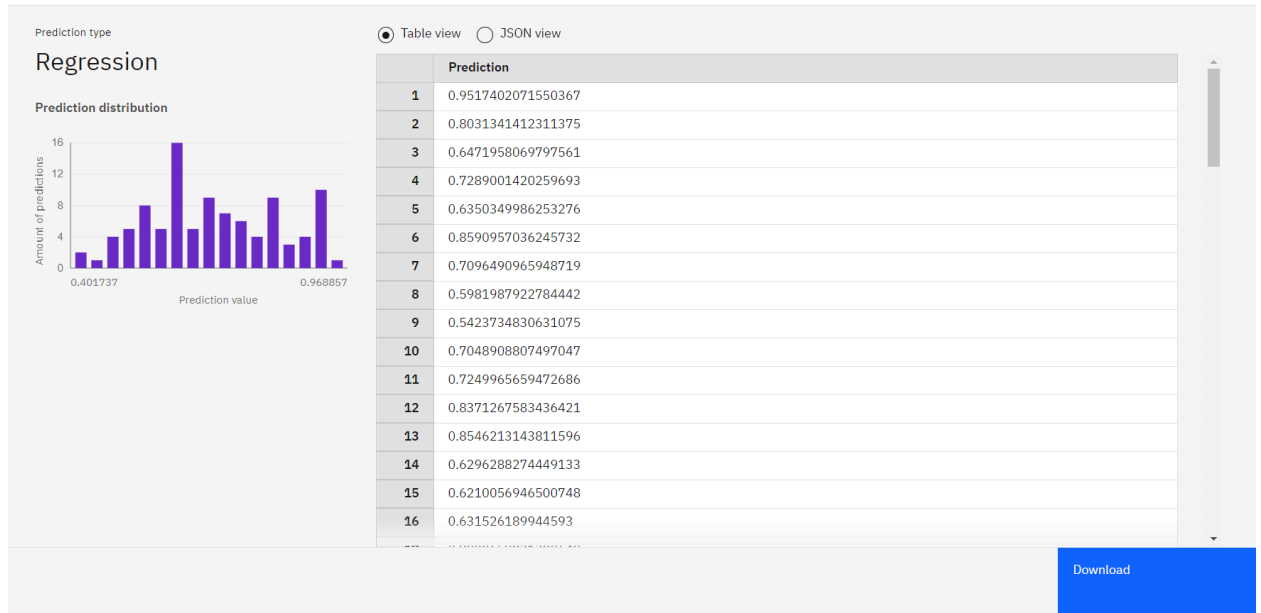 Prediction type
Regression
Prediction distribution
16
12
8
4
0
Amount of predictions
0.401737 0.968857
Prediction value
Table view JSON view
Prediction
1 0.9517402071550367
2 0.8031341412311375
3 0.6471958069797561
4 0.7289001420259693
5 0.6350349986253276
6 0.8590957036245732
7 0.7096490965948719
8 0.5981987922784442
9 0.5423734830631075
10 0.7048908807497047
11 0.7249965659472686
12 0.8371267583436421
13 0.8546213143811596
14 0.6296288274449133
15 0.6210056946500748
16 0.631526189944593
Download